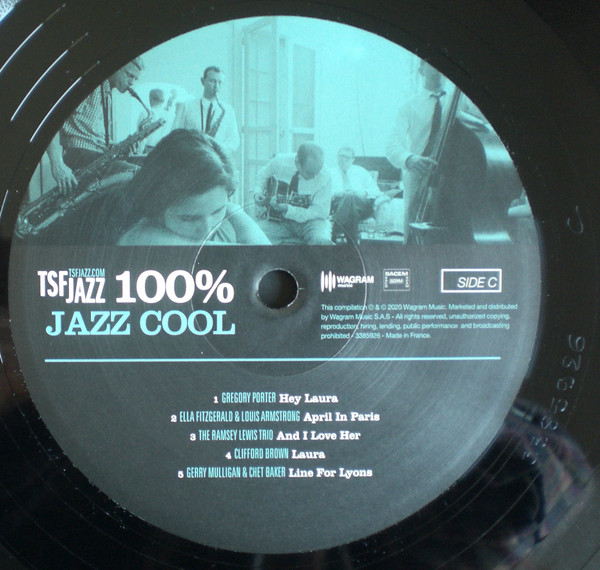 TSFJAZZ.COM
TSF JAZZ 100%
JAZZ COOL
WAGRAM
music
SACEM
SDRM
SIDE C
This compilation ℗ & © 2020 Wagram Music. Marketed and distributed
by Wagram Music S.A.S - All rights reserved, unauthorized copying,
reproduction, hiring, lending, public performance and broadcasting
prohibited - 3385926 - Made in France.
1 GREGORY PORTER Hey Laura
2 ELLA FITZGERALD & LOUIS ARMSTRONG April In Paris
3 THE RAMSEY LEWIS TRIO And I Love Her
4 CLIFFORD BROWN Laura
5 GERRY MULLIGAN & CHET BAKER Line For Lyons